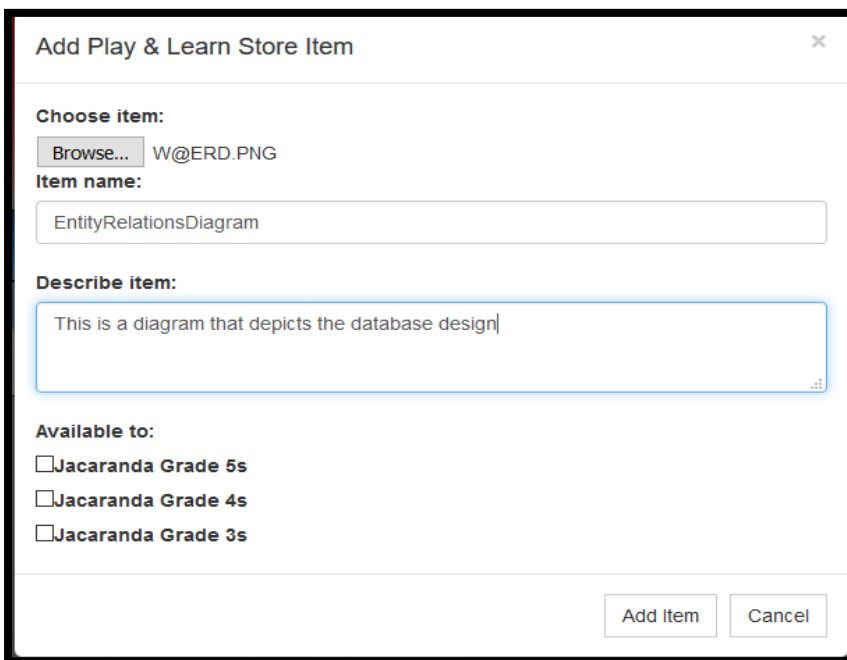 Add Play & Learn Store Item
×
Choose item:
Browse... W@ERD.PNG
Item name:
EntityRelationsDiagram
Describe item:
This is a diagram that depicts the database design
Available to:
Jacaranda Grade 5s
Jacaranda Grade 4s
Jacaranda Grade 3s
Add Item Cancel